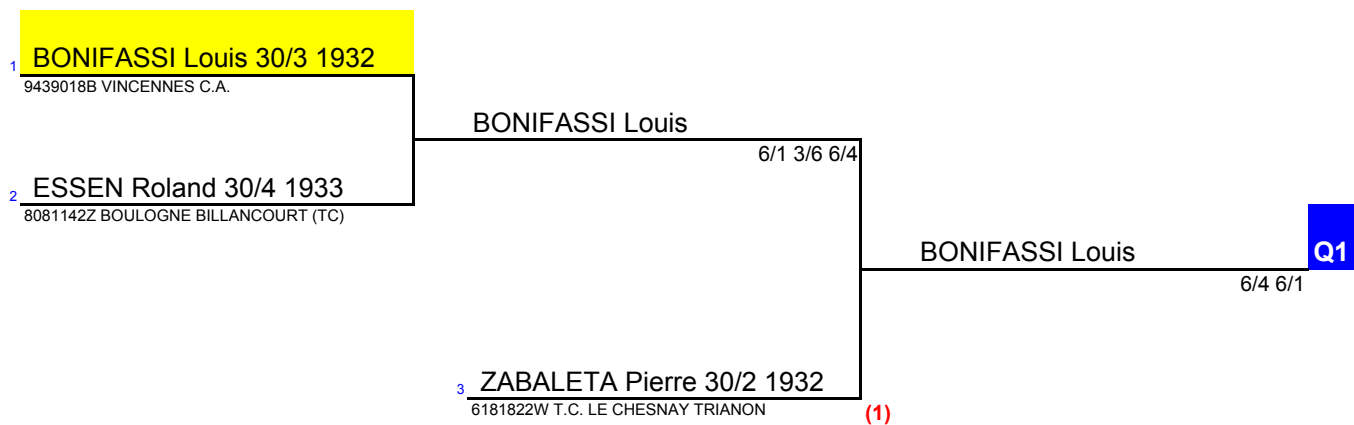 1 BONIFASSI Louis 30/3 1932
9439018B VINCENNES C.A.
BONIFASSI Louis
6/1 3/6 6/4
2 ESSEN Roland 30/4 1933
8081142Z BOULOGNE BILLANCOURT (TC)
BONIFASSI Louis Q1
6/4 6/1
3 ZABALETA Pierre 30/2 1932
6181822W T.C. LE CHESNAY TRIANON (1)